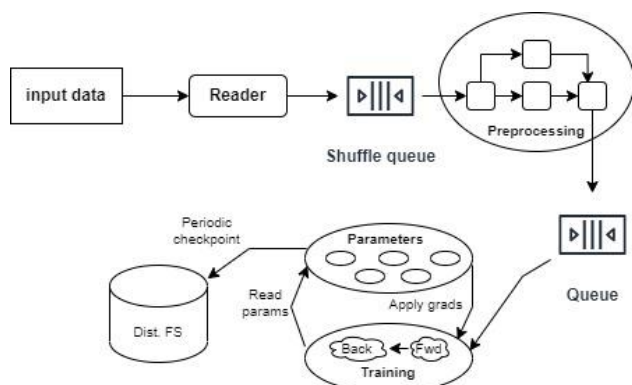 input data
Reader
Shuffle queue
Preprocessing
Queue
Periodic
checkpoint
Dist. FS
Parameters
Read
params
Apply grads
Back
Fwd
Training